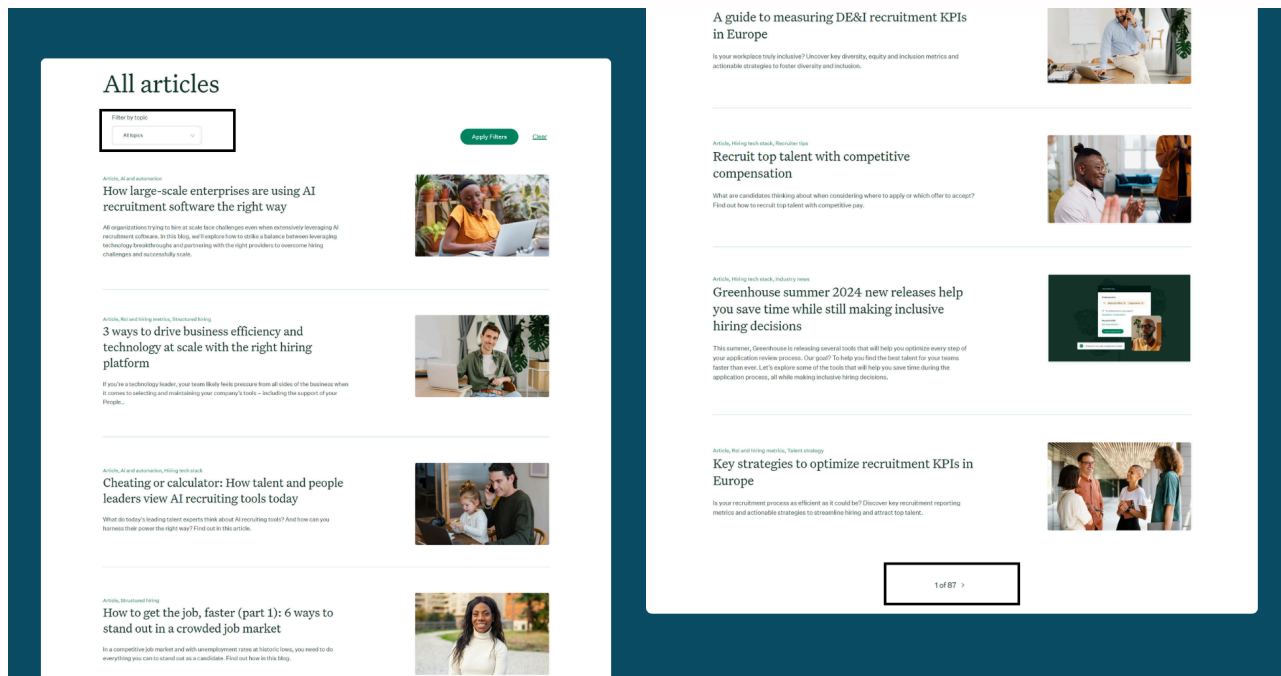 All articles
Filter by topic
All topics
Apply Filters
Clear
Article, AI and automation
How large-scale enterprises are using AI
recruitment software the right way
All organizations trying to hire at scale face challenges even when extensively leveraging AI
recruitment software. In this blog, we'll explore how to strike a balance between leveraging
technology breakthroughs and partnering with the right providers to overcome hiring
challenges and successfully scale.
Article, RoI and hiring metrics, Structured hiring
3 ways to drive business efficiency and
technology at scale with the right hiring
platform
If you're a technology leader, your team likely feels pressure from all sides of the business when
it comes to selecting and maintaining your company's tools – including the support of your
People...
Article, AI and automation, Hiring tech stack
Cheating or calculator: How talent and people
leaders view AI recruiting tools today
What do today's leading talent experts think about AI recruiting tools? And how can you
harness their power the right way? Find out in this article.
Article, Structured hiring
How to get the job, faster (part 1): 6 ways to
stand out in a crowded job market
In a competitive job market and with unemployment rates at historic lows, you need to do
everything you can to stand out as a candidate. Find out how in this blog.
A guide to measuring DE&I recruitment KPIs
in Europe
Is your workplace truly inclusive? Uncover key diversity, equity and inclusion metrics and
actionable strategies to foster diversity and inclusion.
Article, Hiring tech stack, Recruiter tips
Recruit top talent with competitive
compensation
What are candidates thinking about when considering where to apply or which offer to accept?
Find out how to recruit top talent with competitive pay.
Article, Hiring tech stack, Industry news
Greenhouse summer 2024 new releases help
you save time while still making inclusive
hiring decisions
This summer, Greenhouse is releasing several tools that will help you optimize every step of
your application review process. Our goal? To help you find the best talent for your teams
faster than ever. Let's explore some of the tools that will help you save time during the
application process, all while making inclusive hiring decisions.
Article, RoI and hiring metrics, Talent strategy
Key strategies to optimize recruitment KPIs in
Europe
Is your recruitment process as efficient as it could be? Discover key recruitment reporting
metrics and actionable strategies to streamline hiring and attract top talent.
1 of 87 >